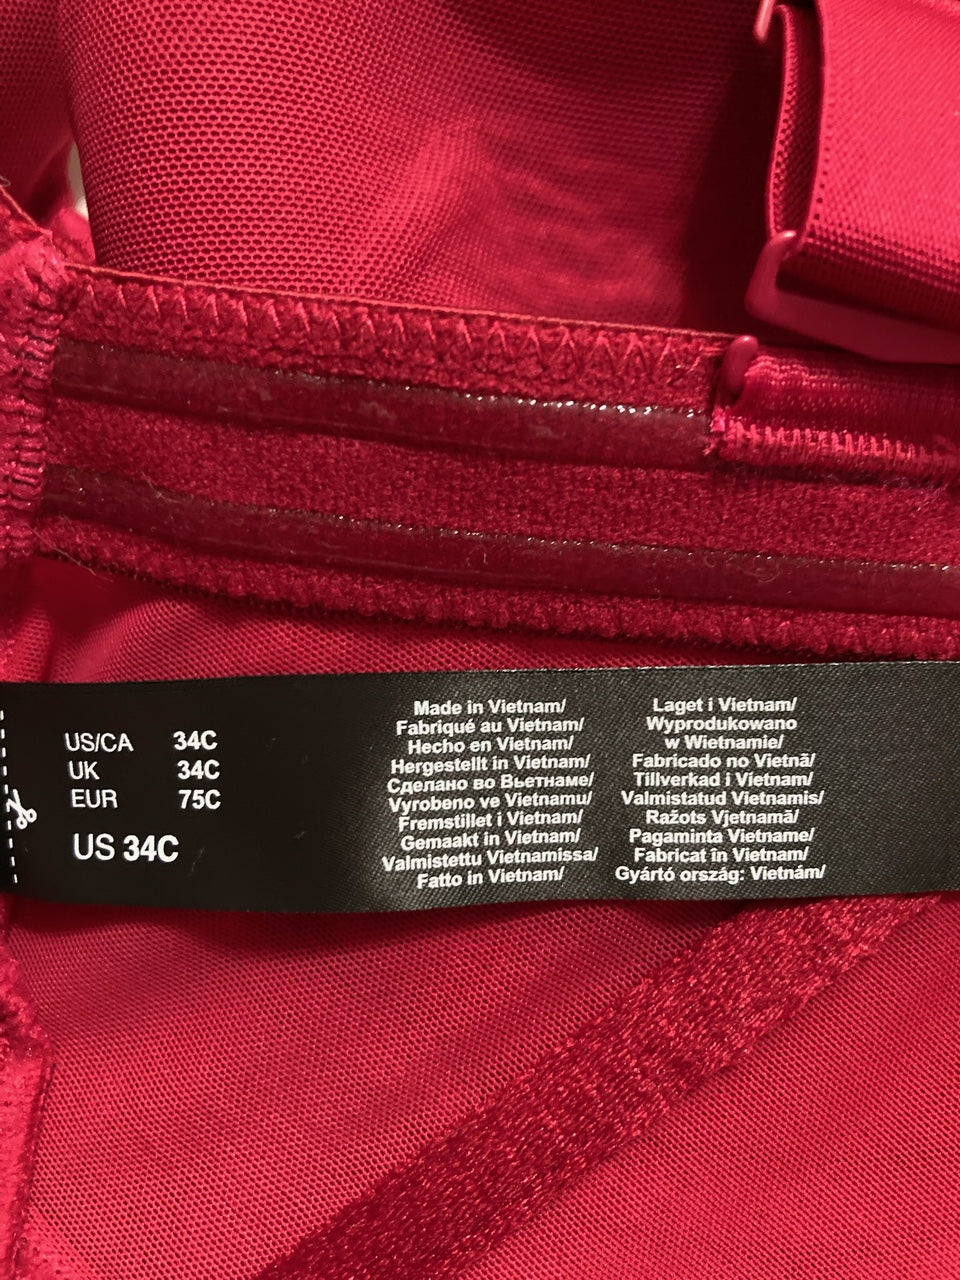 US/CA 34C
UK 34C
EUR 75C
US 34C
Made in Vietnam/
Fabriqué au Vietnam/
Hecho en Vietnam/
Hergestellt in Vietnam/
Сделано во Вьетнаме/
Vyrobeno ve Vietnamu/
Fremstillet i Vietnam/
Gemaakt in Vietnam/
Valmistettu Vietnamissa/
Fatto in Vietnam/
Laget i Vietnam/
Wyprodukowano
w Wietnamie/
Fabricado no Vietnã/
Tillverkad i Vietnam/
Valmistatud Vietnamis/
Ražots Vjetnamā/
Pagaminta Vietname/
Fabricat în Vietnam/
Gyártó ország: Vietnám/